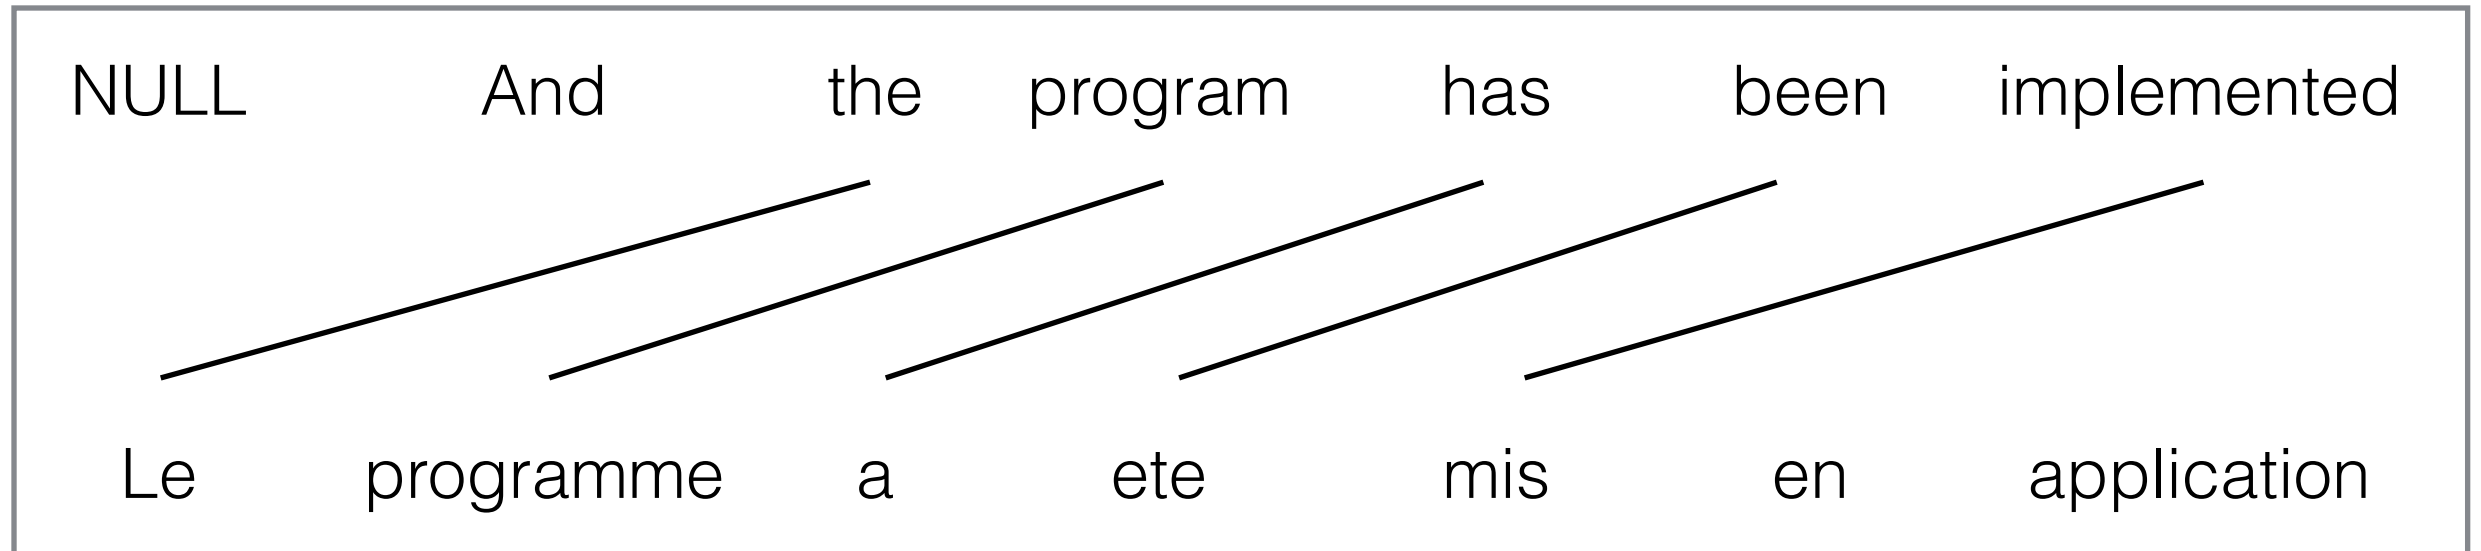 NULL And the program has been implemented
Le programme a ete mis en application